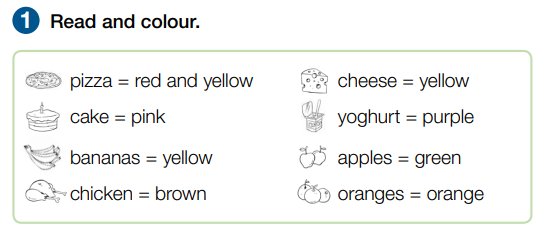 1 Read and colour.
pizza = red and yellow
cake = pink
bananas = yellow
chicken = brown
cheese = yellow
yoghurt = purple
apples = green
oranges = orange